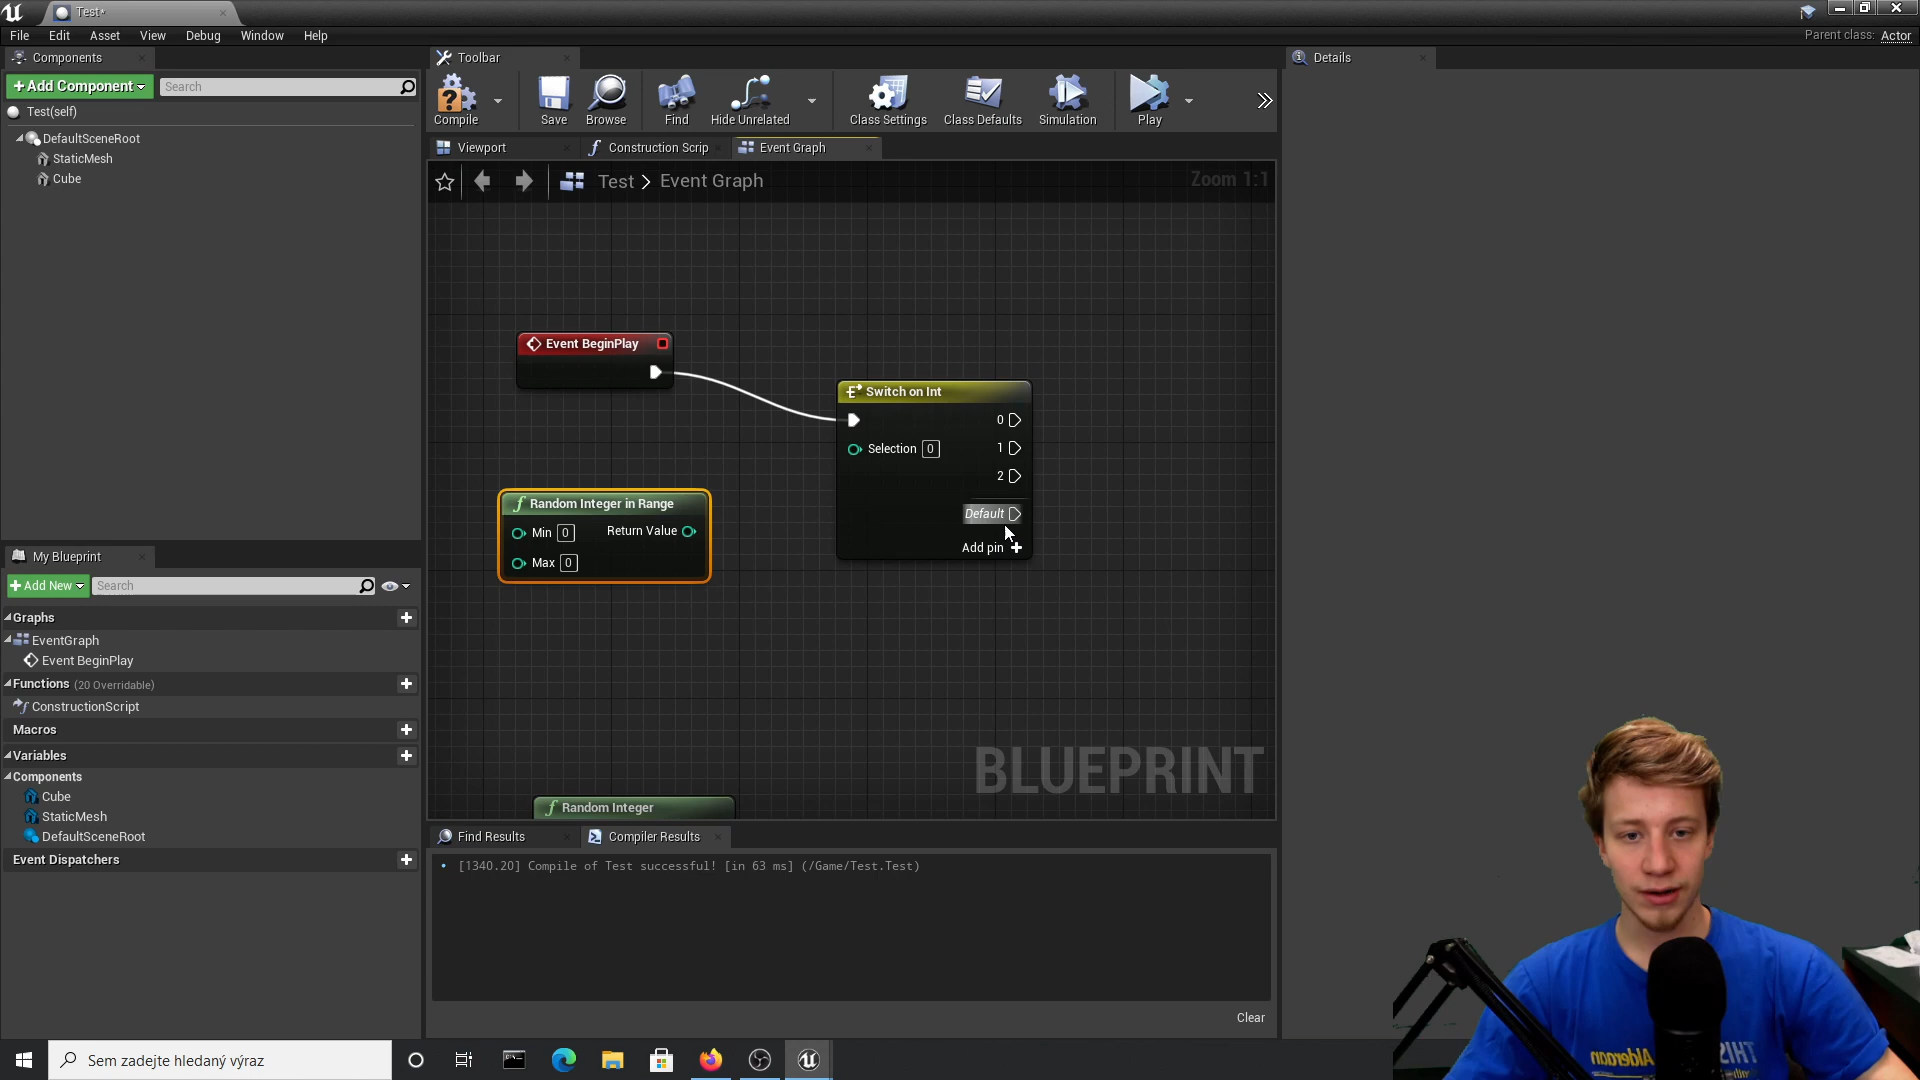 Test*
File Edit Asset View Debug Window Help
Parent class: Actor
Components
+ Add Component
Search
Test(self)
DefaultSceneRoot
StaticMesh
Cube
Toolbar
Compile
Save
Browse
Find
Hide Unrelated
Class Settings
Class Defaults
Simulation
Play
Details
Viewport
Construction Scrip
Event Graph
Test > Event Graph
Zoom 1:1
Event BeginPlay
Switch on Int
0
Selection 0
1
2
Default
Add pin +
Random Integer in Range
Min 0
Return Value
Max 0
BLUEPRINT
Random Integer
My Blueprint
+ Add New
Search
Graphs
EventGraph
Event BeginPlay
Functions (20 Overridable)
ConstructionScript
Macros
Variables
Components
Cube
StaticMesh
DefaultSceneRoot
Event Dispatchers
Find Results
Compiler Results
[1340.20] Compile of Test successful! [in 63 ms] (/Game/Test.Test)
Clear
Sem zadejte hledaný výraz
THIS
Alderaan